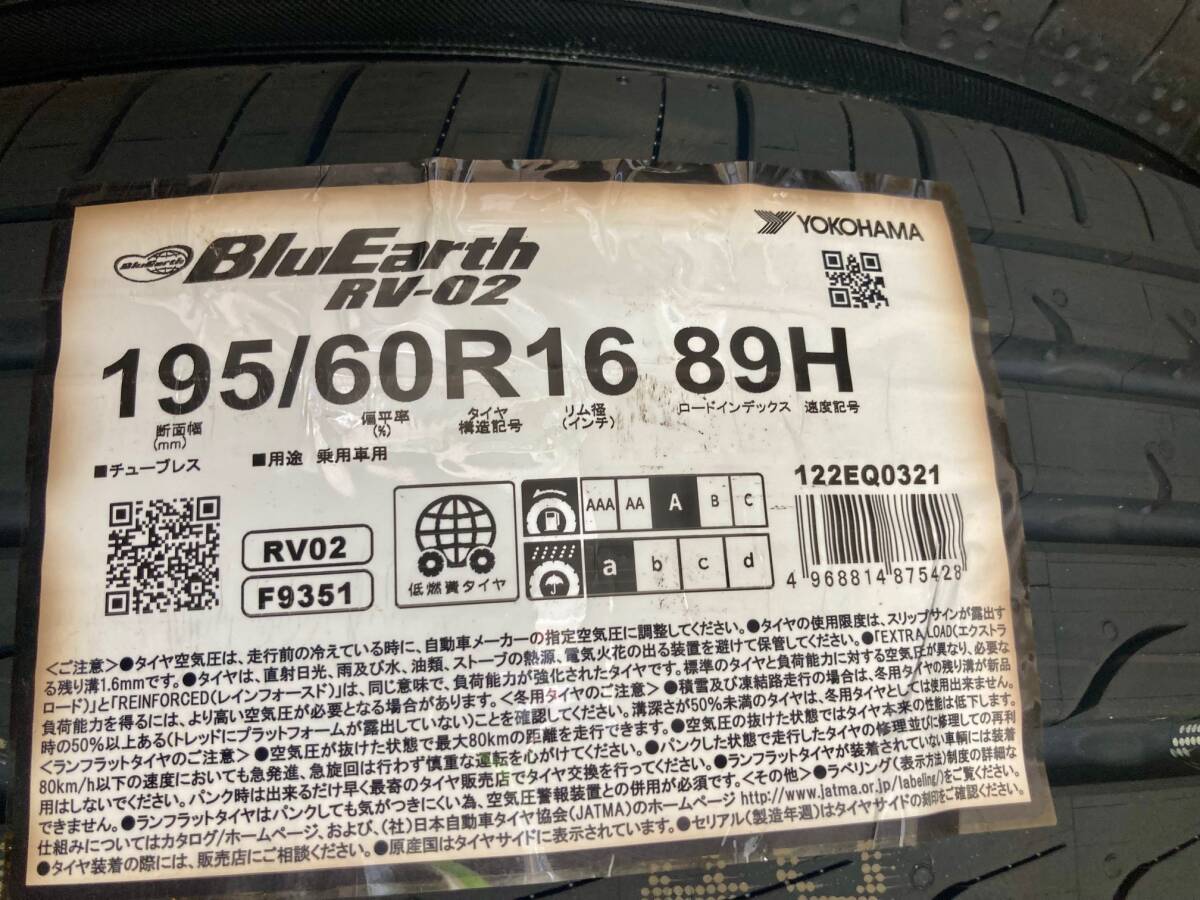 BluEarth
BluEarth
RV-02
YOKOHAMA
195/60R16 89H
断面幅
(mm)
偏平率
(%)
タイヤ
構造記号
リム径
(インチ)
ロードインデックス
速度記号
■チューブレス
■用途 乗用車用
RV02
F9351
低燃費タイヤ
AAA AA A B C
a b c d
122EQ0321
4968814875428
<ご注意>●タイヤ空気圧は、走行前の冷えている時に、自動車メーカーの指定空気圧に調整してください。●タイヤの使用限度は、スリップサインが露出す
る残り溝1.6mmです。●タイヤは、直射日光、雨及び水、油類、ストーブの熱源、電気火花の出る装置を避けて保管してください。●「EXTRA LOAD(エクストラ
ロード)」と「REINFORCED(レインフォースド)」は、同じ意味で、負荷能力が強化されたタイヤです。標準のタイヤと負荷能力に対する空気圧が異なり、必要な
負荷能力を得るには、より高い空気圧が必要となる場合があります。<冬用タイヤのご注意>●積雪及び凍結路走行の場合は、冬用タイヤの残り溝が新品
時の50%以上ある(トレッドにプラットフォームが露出していない)ことを確認してください。溝深さが50%未満のタイヤは、冬用タイヤとしては使用出来ません。
<ランフラットタイヤのご注意>●空気圧が抜けた状態で最大80kmの距離を走行できます。●空気圧の抜けた状態ではタイヤ本来の性能は低下します。
80km/h以下の速度においても急発進、急旋回は行わず慎重な運転を心がけてください。●パンクした状態で走行したタイヤの修理並びに修理しての再利
用はしないでください。パンク時は出来るだけ早く最寄のタイヤ販売店でタイヤ交換を行ってください。●ランフラットタイヤが装着されていない車輌には装着
できません。●ランフラットタイヤはパンクしても気がつきにくい為、空気圧警報装置との併用が必須です。<その他>●ラベリング(表示方法)制度の詳細な
仕組みについてはカタログ/ホームページ、および、(社)日本自動車タイヤ協会(JATMA)のホームページ http://www.jatma.or.jp/labeling/)をご覧ください。
●タイヤ装着の際には、販売店にご相談ください。●原産国はタイヤサイドに表示されています。●セリアル(製造年週)はタイヤサイドの刻印をご確認ください。